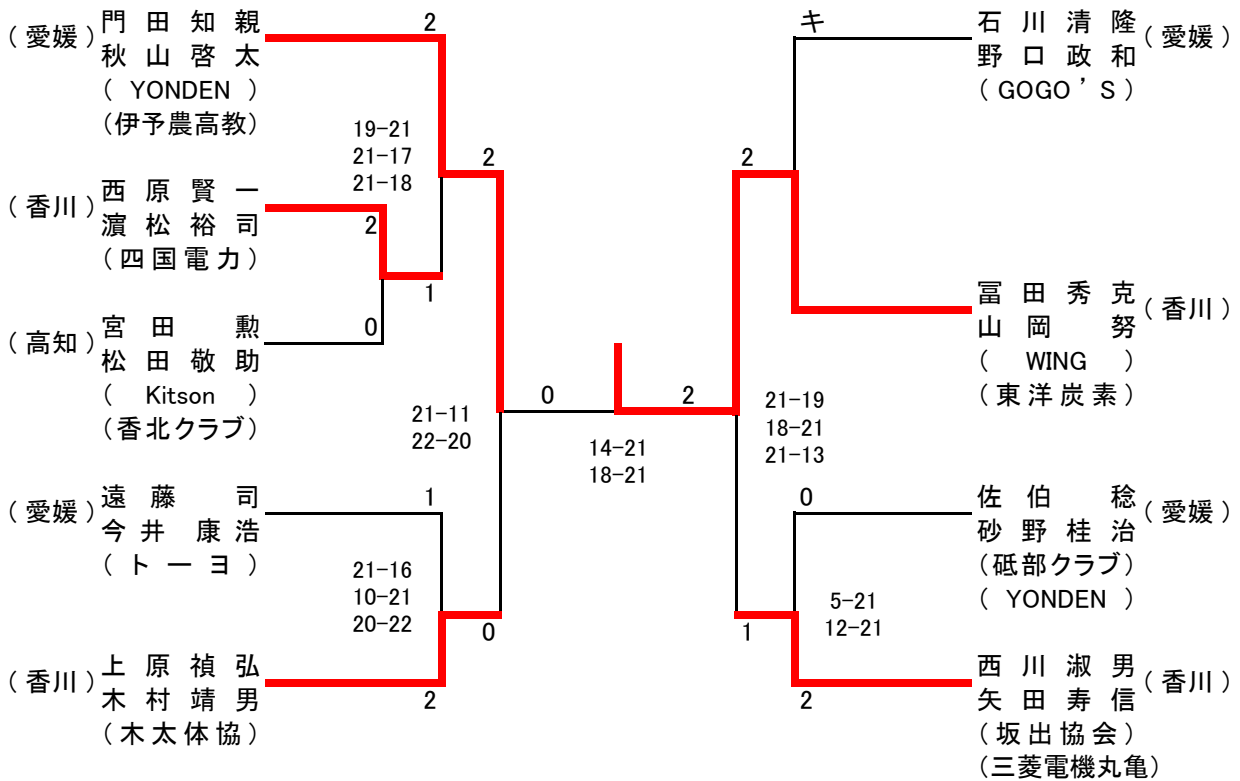 (愛媛) 門田知親 2
秋山啓太
(YONDEN)
(伊予農高教)
19-21
21-17
21-18
2
(香川) 西原賢一
濵松裕司 2
(四国電力)
1
(高知) 宮田勲 0
松田敬助
(Kitson)
(香北クラブ)
21-11
22-20
0
(愛媛) 遠藤司 1
今井康浩
(トーヨ)
21-16
10-21
20-22
0
(香川) 上原禎弘
木村靖男 2
(木太体協)
14-21
18-21
キ 石川清隆 (愛媛)
野口政和
(GOGO'S)
2
冨田秀克 (香川)
山岡努
(WING)
(東洋炭素)
2
21-19
18-21
21-13
0 佐伯稔 (愛媛)
砂野桂治
(砥部クラブ)
(YONDEN)
5-21
12-21
1
西川淑男 (香川)
2 矢田寿信
(坂出協会)
(三菱電機丸亀)